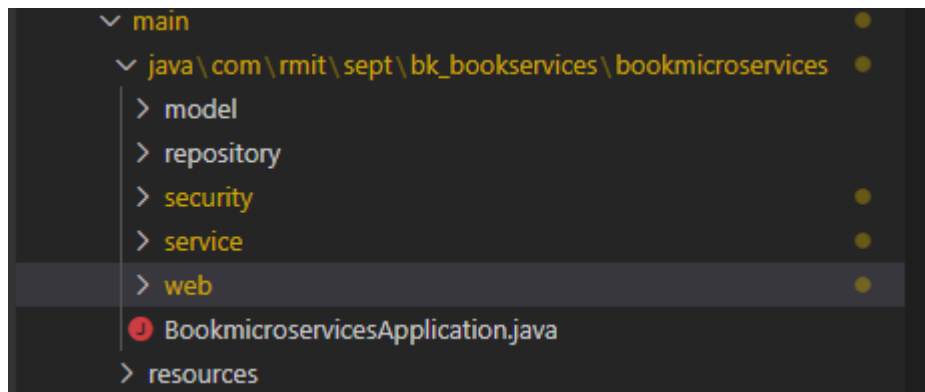 main
java\com\rmit\sept\bk_bookservices\bookmicroservices
model
repository
security
service
web
J BookmicroservicesApplication.java
resources